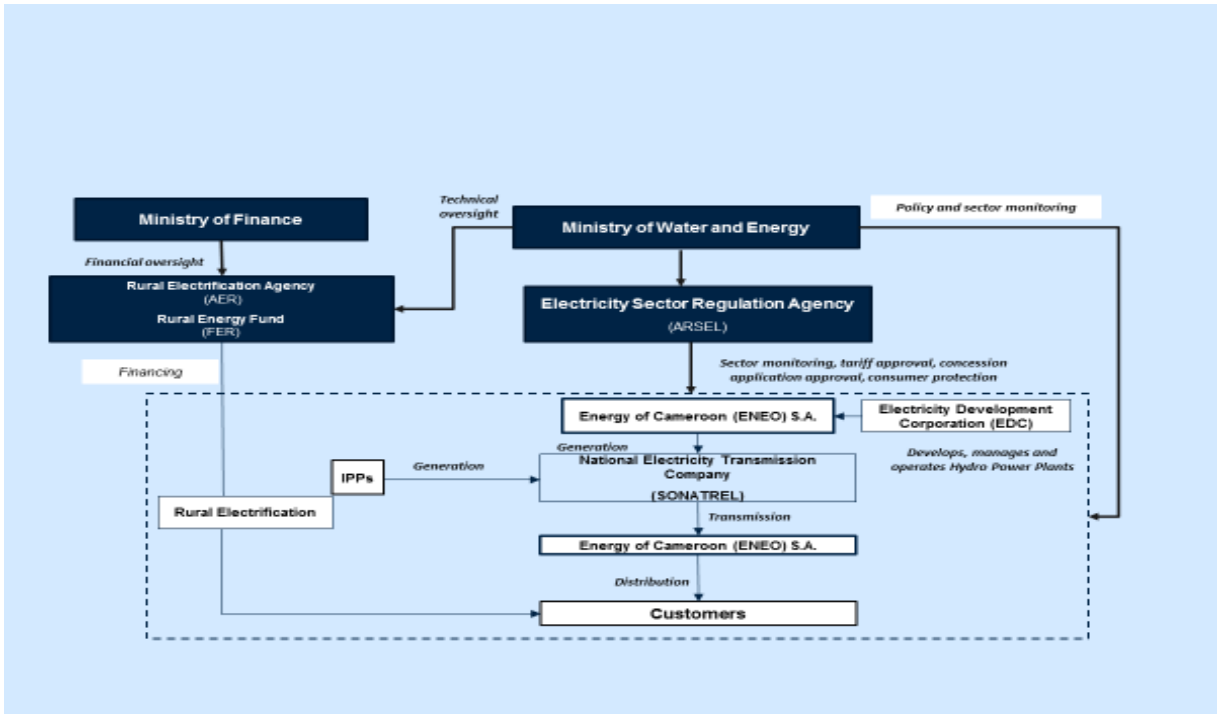 Technical
oversight
Ministry of Finance
Ministry of Water and Energy
Policy and sector monitoring
Financial oversight
Rural Electrification Agency
(AER)
Rural Energy Fund
(FER)
Electricity Sector Regulation Agency
(ARSEL)
Financing
Sector monitoring, tariff approval, concession
application approval, consumer protection
Energy of Cameroon (ENEO) S.A.
Electricity Development
Corporation (EDC)
Generation
Develops, manages and
operates Hydro Power Plants
IPPs
Generation
National Electricity Transmission
Company
(SONATREL)
Rural Electrification
Transmission
Energy of Cameroon (ENEO) S.A.
Distribution
Customers